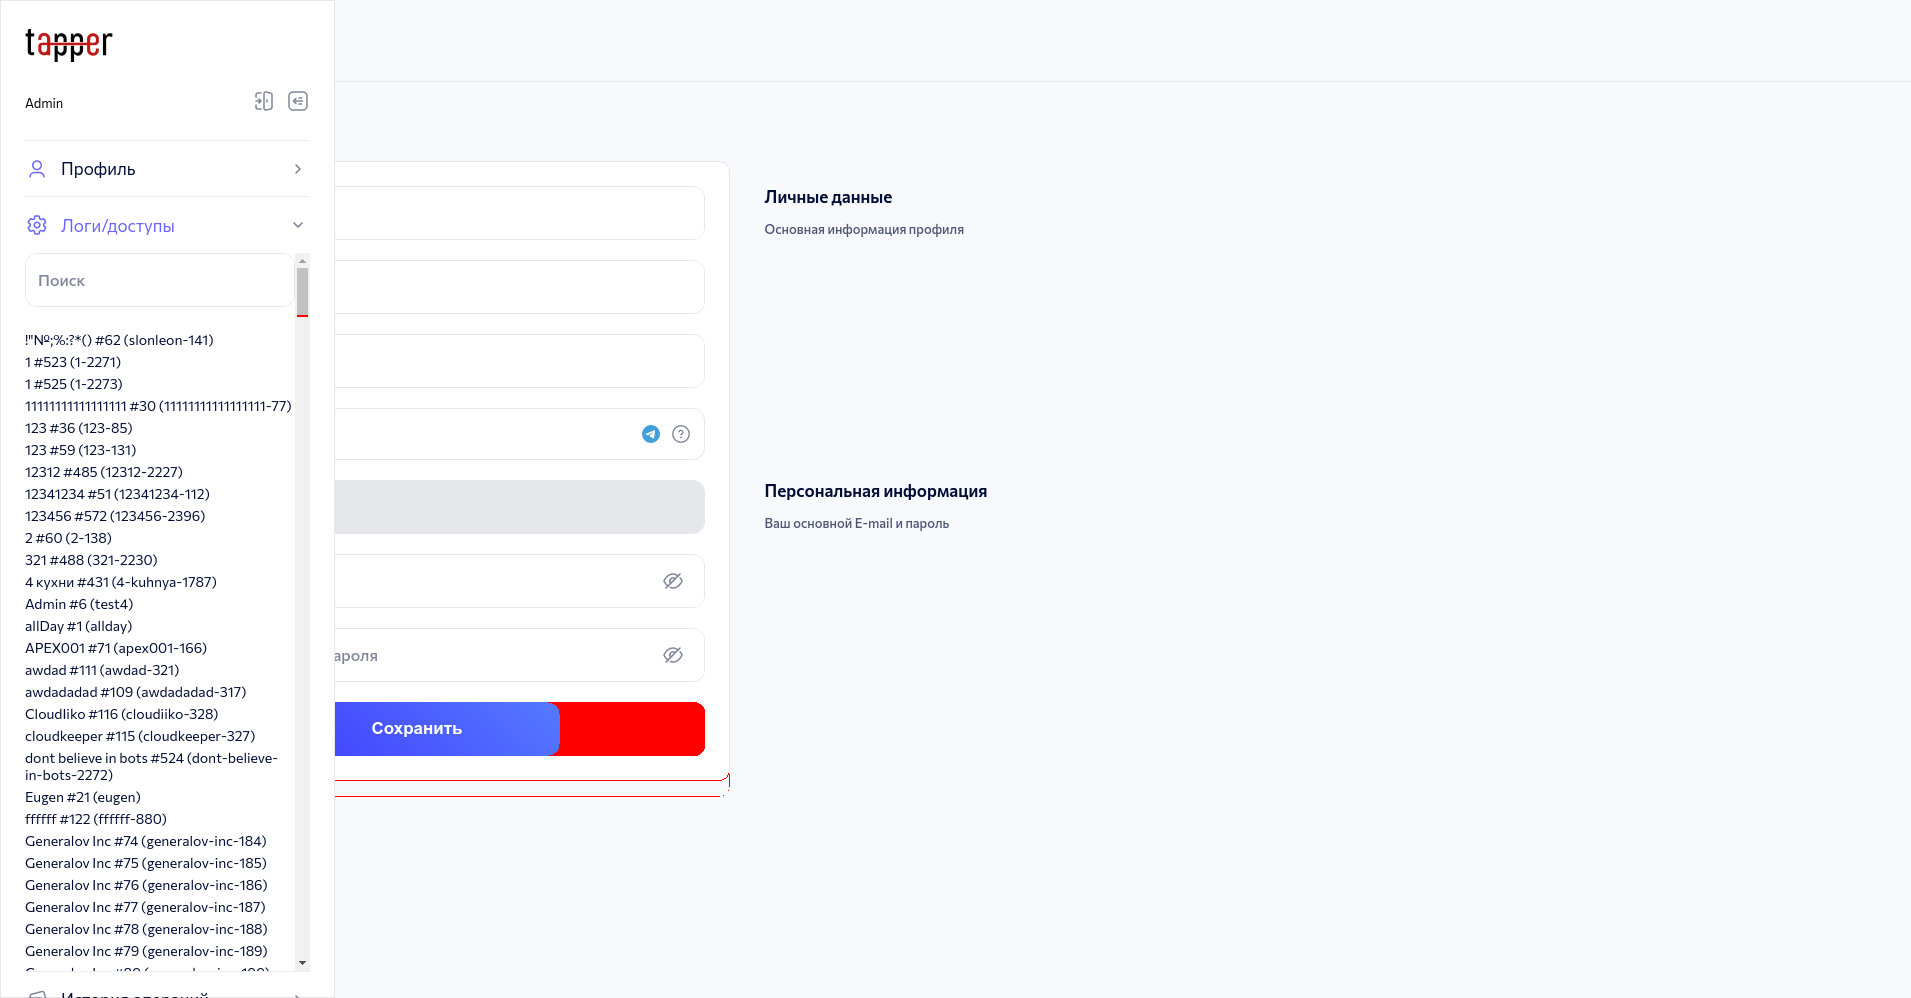 tapper
Admin
Профиль
Логи/доступы
Поиск
!"№;%:?*() #62 (slonleon-141)
1 #523 (1-2271)
1 #525 (1-2273)
11111111111111111 #30 (11111111111111111-77)
123 #36 (123-85)
123 #59 (123-131)
12312 #485 (12312-2227)
12341234 #51 (12341234-112)
123456 #572 (123456-2396)
2 #60 (2-138)
321 #488 (321-2230)
4 кухни #431 (4-kuhnya-1787)
Admin #6 (test4)
allDay #1 (allday)
APEX001 #71 (apex001-166)
awdad #111 (awdad-321)
awdadadad #109 (awdadadad-317)
Cloudliko #116 (cloudiiko-328)
cloudkeeper #115 (cloudkeeper-327)
dont believe in bots #524 (dont-believe-
in-bots-2272)
Eugen #21 (eugen)
ffffff #122 (ffffff-880)
Generalov Inc #74 (generalov-inc-184)
Generalov Inc #75 (generalov-inc-185)
Generalov Inc #76 (generalov-inc-186)
Generalov Inc #77 (generalov-inc-187)
Generalov Inc #78 (generalov-inc-188)
Generalov Inc #79 (generalov-inc-189)
История операций
ароля
Сохранить
Личные данные
Основная информация профиля
Персональная информация
Ваш основной E-mail и пароль